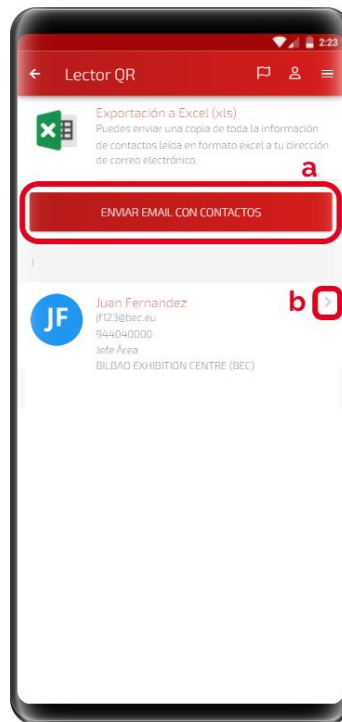 2:23
Lector QR
Exportación a Excel (xls)
Puedes enviar una copia de toda la información
de contactos leída en formato excel a tu dirección
de correo electrónico.
a
ENVIAR EMAIL CON CONTACTOS
J
JF
Juan Fernandez
b
jf123@bec.eu
944040000
Jefe Área
BILBAO EXHIBITION CENTRE (BEC)